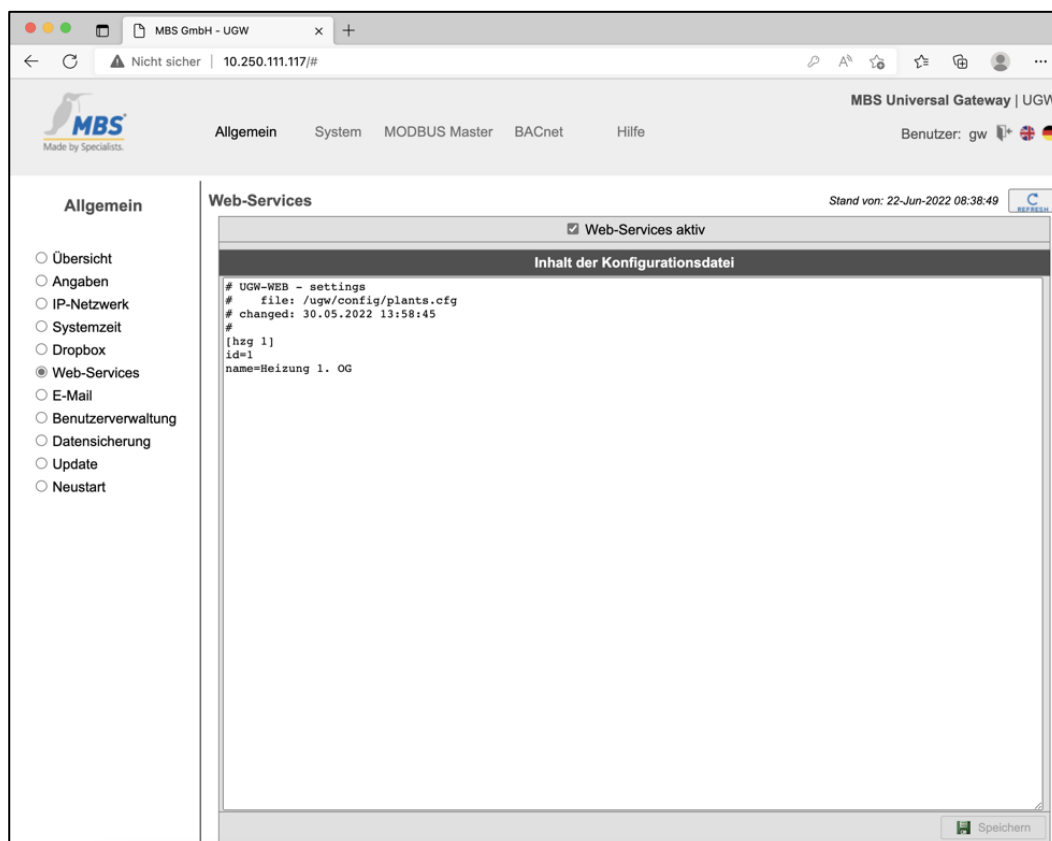 MBS GmbH - UGW
Nicht sicher | 10.250.111.117/#
MBS
Made by Specialists.
Allgemein System MODBUS Master BACnet Hilfe
MBS Universal Gateway | UGW
Benutzer: gw
Allgemein
Übersicht
Angaben
IP-Netzwerk
Systemzeit
Dropbox
Web-Services
E-Mail
Benutzerverwaltung
Datensicherung
Update
Neustart
Web-Services
Stand von: 22-Jun-2022 08:38:49
REFRESH
Web-Services aktiv
Inhalt der Konfigurationsdatei
# UGW-WEB - settings
# file: /ugw/config/plants.cfg
# changed: 30.05.2022 13:58:45
#
[hzg 1]
id=1
name=Heizung 1. OG
Speichern